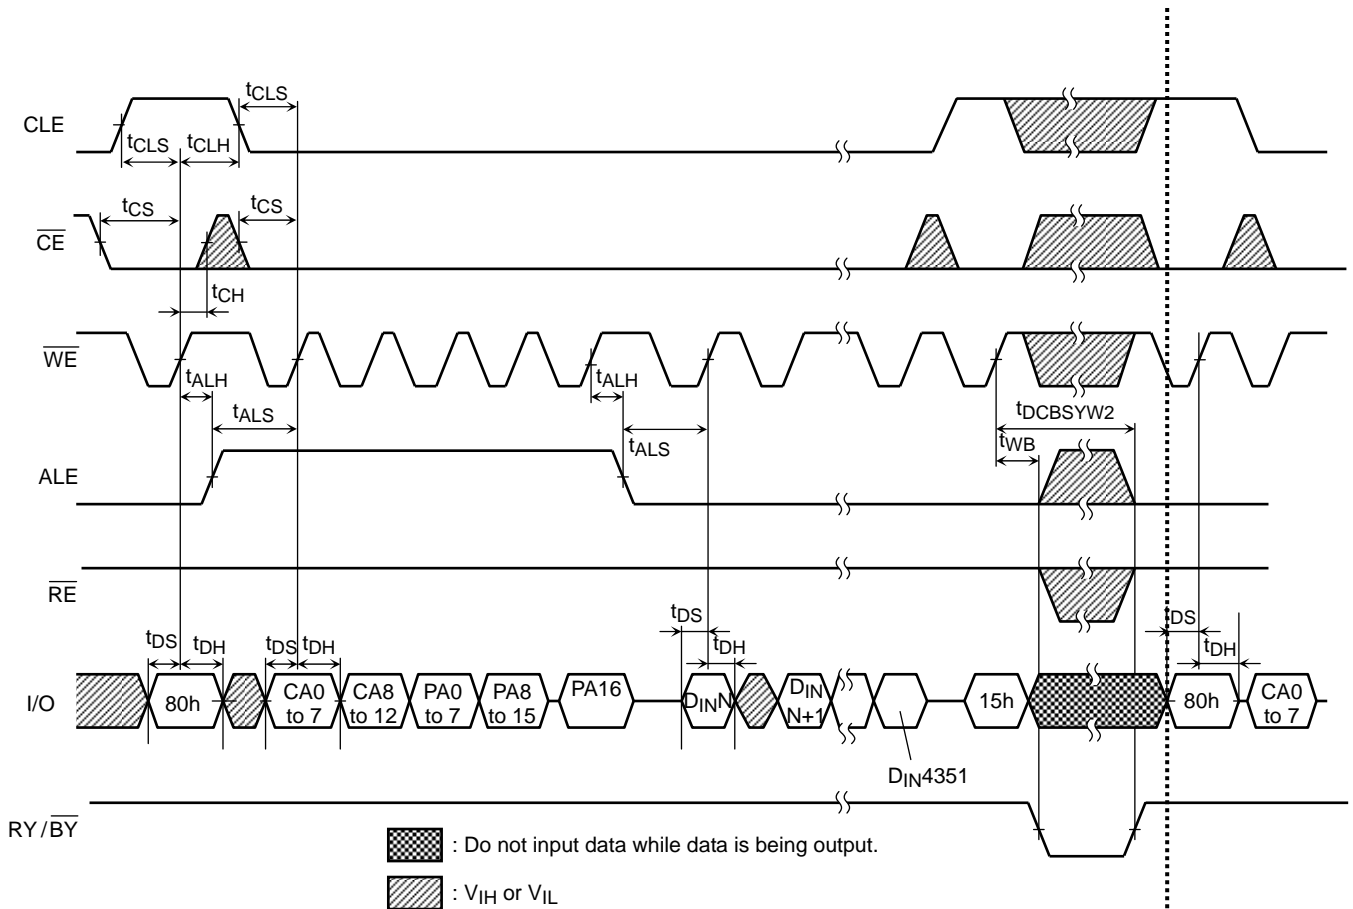 CLE
tCLS
tCLS
tCLH
CE
tCS
tCS
tCH
WE
tALH
tALH
tALS
tALS
tDCBSYW2
tWB
ALE
RE
tDS
tDH
tDS
tDH
tDS
tDH
DS
tDH
I/O
80h
CA0
to 7
CA8
to 12
PA0
to 7
PA8
to 15
PA16
DINN
DIN
N+1
DIN4351
15h
80h
CA0
to 7
RY/BY
: Do not input data while data is being output.
: VIH or VIL